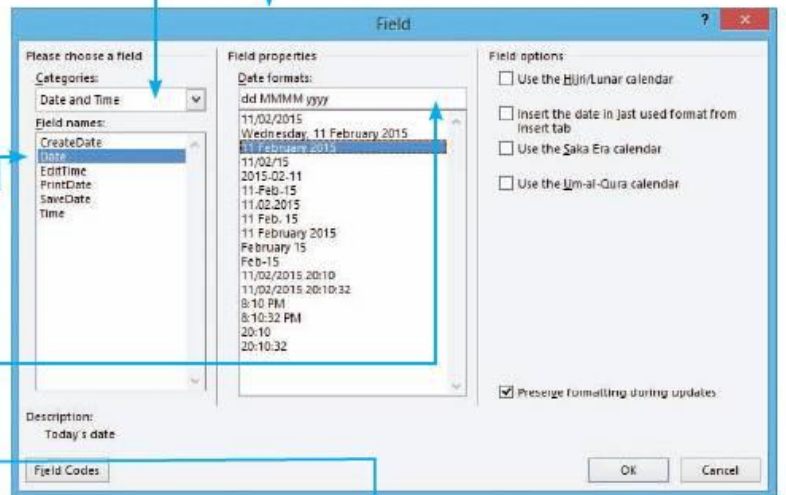 Field
?
Please choose a field
Categories:
Date and Time
Field names:
CreateDate
Date
EditTime
PrintDate
SaveDate
Time
Field properties
Date formats:
dd MMMM yyyy
11/02/2015
Wednesday, 11 February 2015
11 February 2015
11/02/15
2015-02-11
11-Feb-15
11.02.2015
11 Feb. 15
11 February 2015
February 15
Feb-15
11/02/2015 20:10
11/02/2015 20:10:32
8:10 PM
8:10:32 PM
20:10
20:10:32
Field options
Use the Hijri/Lunar calendar
Insert the date in last used format from
Insert tab
Use the Saka Era calendar
Use the Um-al-Qura calendar
Preserve formatting during updates
Description:
Today's date
Field Codes
OK
Cancel